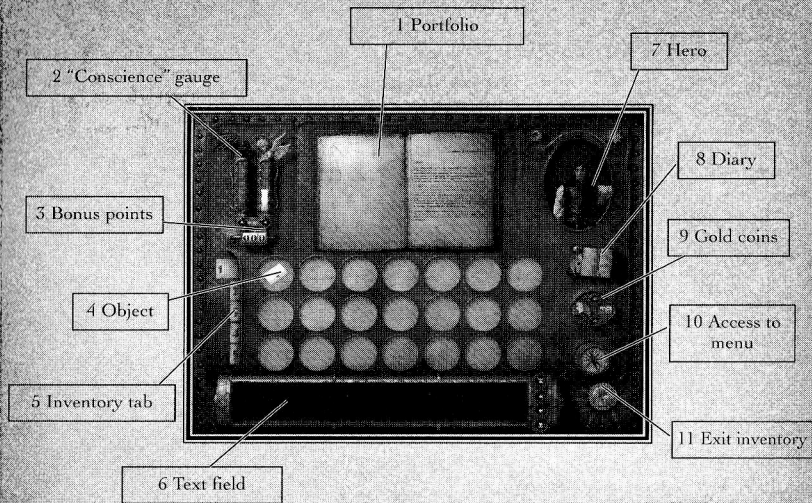 1 Portfolio
7 Hero
2 "Conscience" gauge
8 Diary
3 Bonus points
9 Gold coins
4 Object
10 Access to
menu
5 Inventory tab
11 Exit inventory
6 Text field